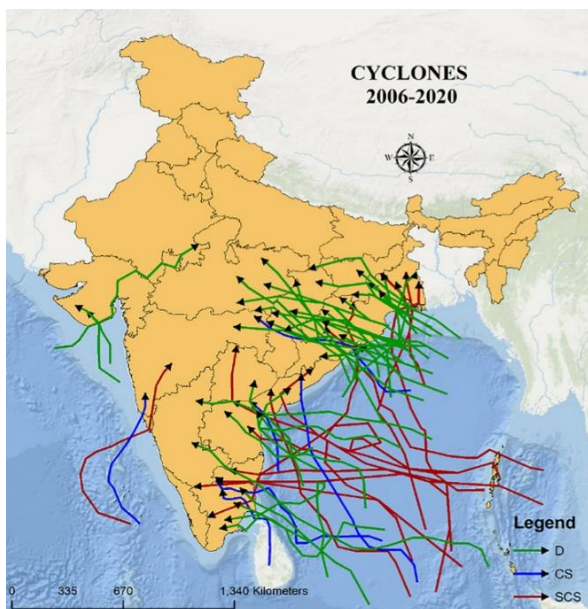 CYCLONES
2006-2020
N
W E
S
Legend
D
CS
SCS
0 335 670 1,340 Kilometers